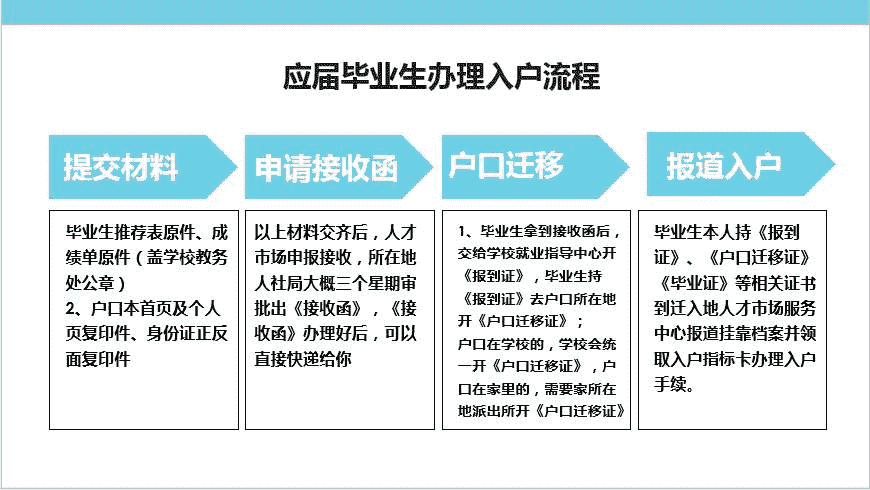 应届毕业生办理入户流程
提交材料
毕业生推荐表原件、成
绩单原件（盖学校教务
处公章）
2、户口本首页及个人
页复印件、身份证正反
面复印件
申请接收函
以上材料交齐后，人才
市场申报接收，所在地
人社局大概三个星期审
批出《接收函》，《接
收函》办理好后，可以
直接快递给你
户口迁移
1、毕业生拿到接收函后，
交给学校就业指导中心开
《报到证》，毕业生持
《报到证》去户口所在地
开《户口迁移证》；
户口在学校的，学校会统
一开《户口迁移证》，户
口在家里的，需要家所在
地派出所开《户口迁移证》
报道入户
毕业生本人持《报到
证》、《户口迁移证》
《毕业证》等相关证书
到迁入地人才市场服务
中心报道挂靠档案并领
取入户指标卡办理入户
手续。